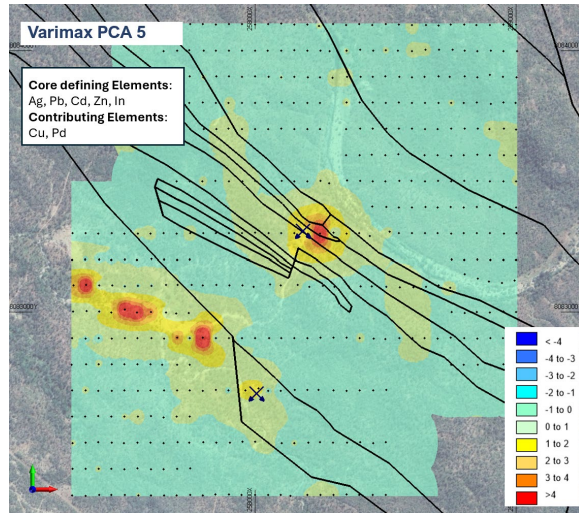 Varimax PCA 5
Core defining Elements:
Ag, Pb, Cd, Zn, In
Contributing Elements:
Cu, Pd
8083000Y
< -4
-4 to -3
-3 to -2
-2 to -1
-1 to 0
0 to 1
1 to 2
2 to 3
3 to 4
>4